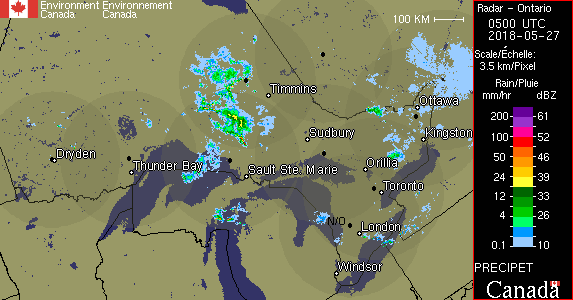 Environment Environnement
Canada Canada
100 KM
Timmins
Ottawa
Sudbury
Kingston
Dryden
Thunder Bay
Sault Ste. Marie
Orillia
Toronto
N/O
London
Windsor
Radar - Ontario
0500 UTC
2018-05-27
Scale/Échelle:
3.5 km/Pixel
Rain/Pluie
mm/hr dBZ
200 61
100 56
50 52
50 46
24 39
12 33
4 26
0.1 10
PRECIPET
Canada